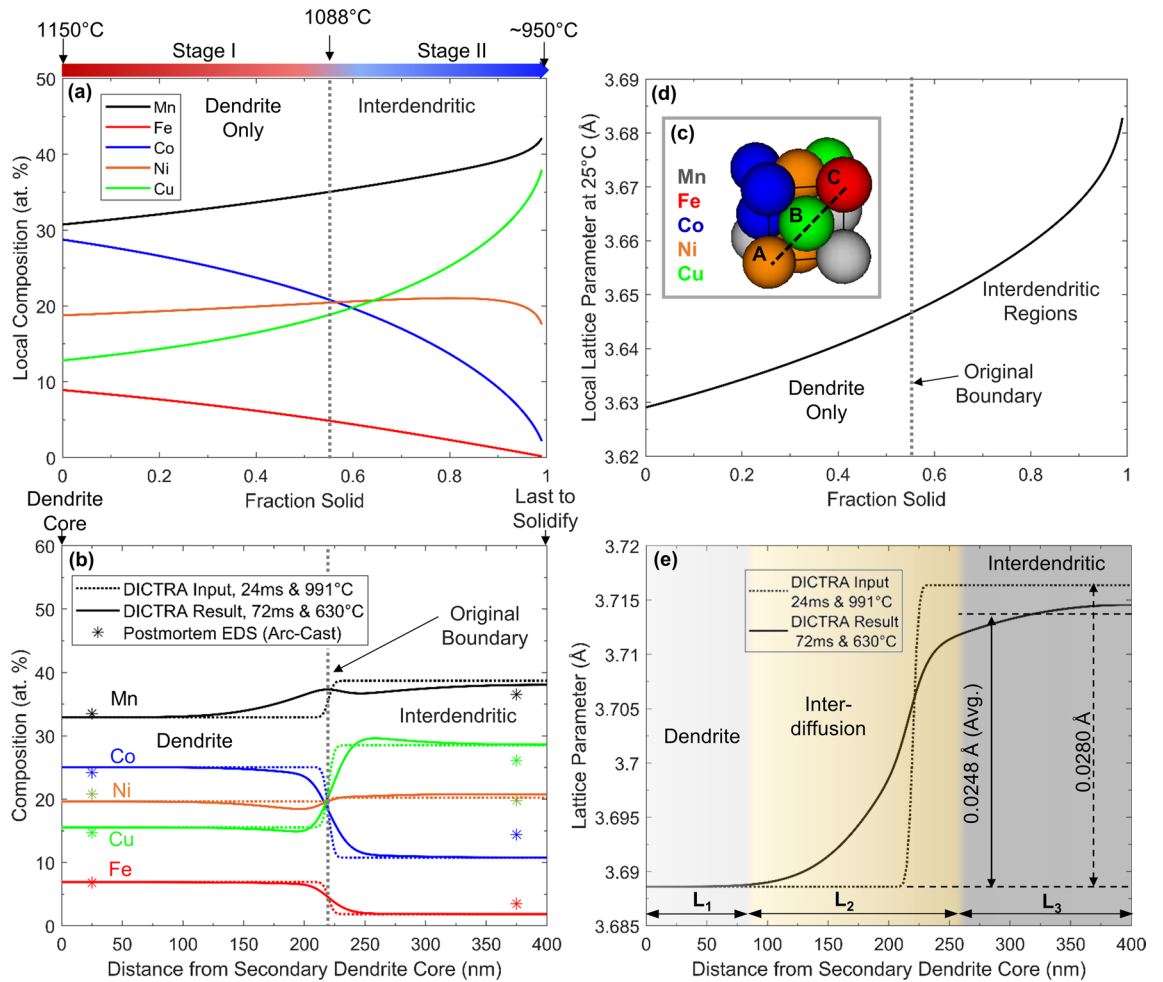 1150°C
1088°C
~950°C
Stage I
Stage II
(a)
Dendrite
Only
Interdendritic
Mn
Fe
Co
Ni
Cu
Local Composition (at. %)
50
40
30
20
10
0
0
0.2
0.4
0.6
0.8
1
Fraction Solid
Dendrite
Core
Last to
Solidify
(d)
(c)
Mn
Fe
Co
Ni
Cu
A
B
C
Interdendritic
Regions
Original
Boundary
Dendrite
Only
Local Lattice Parameter at 25°C (Å)
3.69
3.68
3.67
3.66
3.65
3.64
3.63
3.62
0
0.2
0.4
0.6
0.8
1
Fraction Solid
(b)
DICTRA Input, 24ms & 991°C
DICTRA Result, 72ms & 630°C
Postmortem EDS (Arc-Cast)
Original
Boundary
Mn
Dendrite
Interdendritic
Co
Ni
Cu
Fe
Composition (at. %)
60
50
40
30
20
10
0
0
50
100
150
200
250
300
350
400
Distance from Secondary Dendrite Core (nm)
(e)
Interdendritic
DICTRA Input
24ms & 991°C
DICTRA Result
72ms & 630°C
Dendrite
Inter-
diffusion
0.0248 Å (Avg.)
0.0280 Å
L1
L2
L3
Lattice Parameter (Å)
3.72
3.715
3.71
3.705
3.7
3.695
3.69
3.685
0
50
100
150
200
250
300
350
400
Distance from Secondary Dendrite Core (nm)